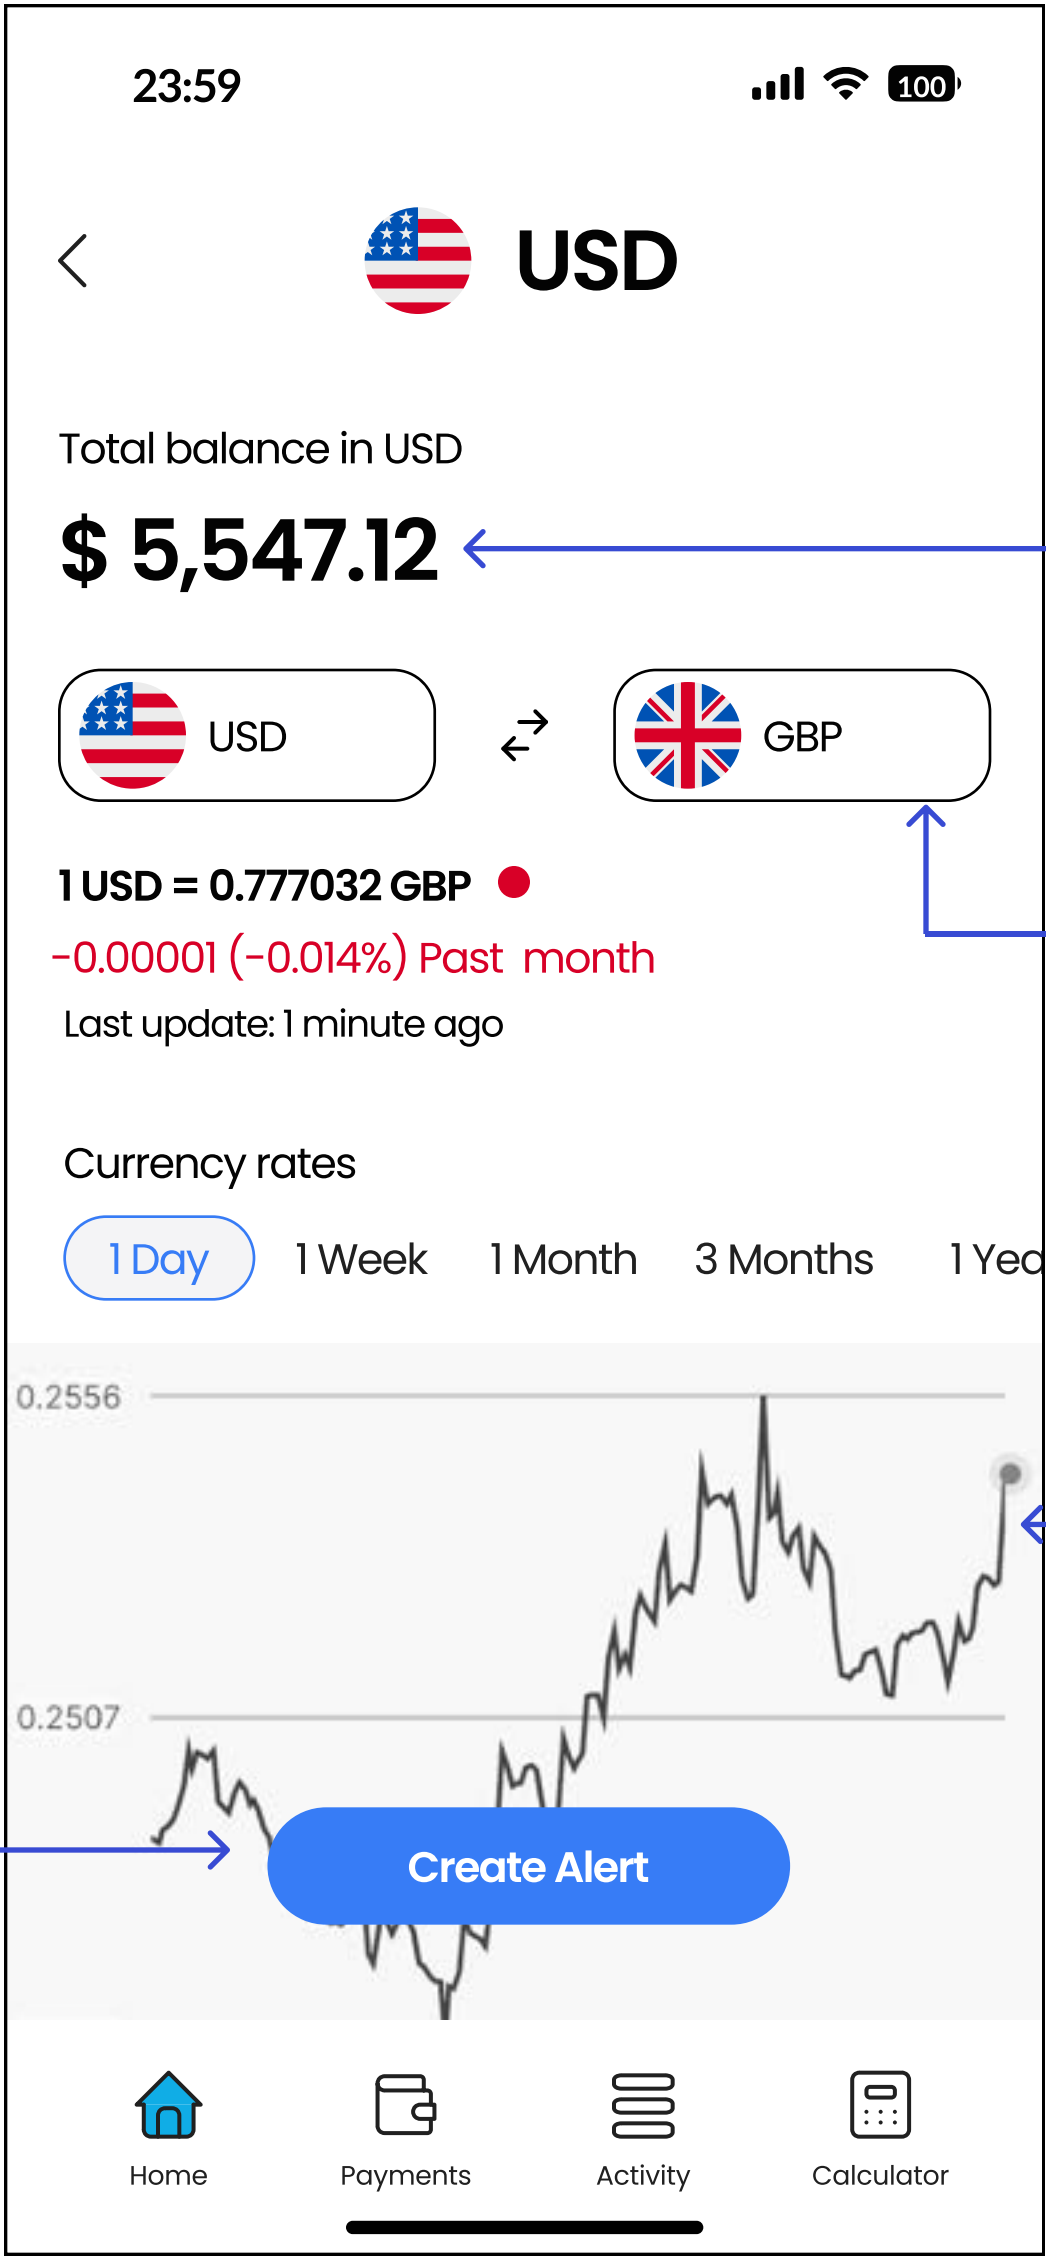 23:59
100
USD
Total balance in USD
$ 5,547.12
USD
GBP
1 USD = 0.777032 GBP
-0.00001 (-0.014%) Past month
Last update: 1 minute ago
Currency rates
1 Day 1 Week 1 Month 3 Months 1 Yea
0.2556
0.2507
Create Alert
Home Payments Activity Calculator